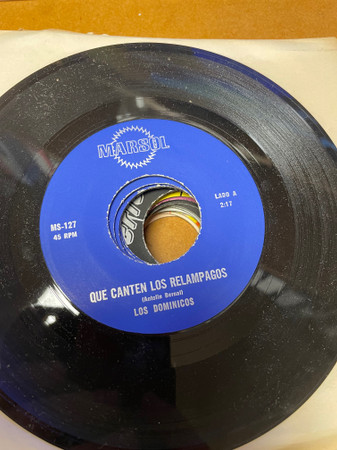 MARSOL
MS-127
45 RPM
LADO A
2:17
QUE CANTEN LOS RELAMPAGOS
(Antolin Bernal)
LOS DOMINICOS